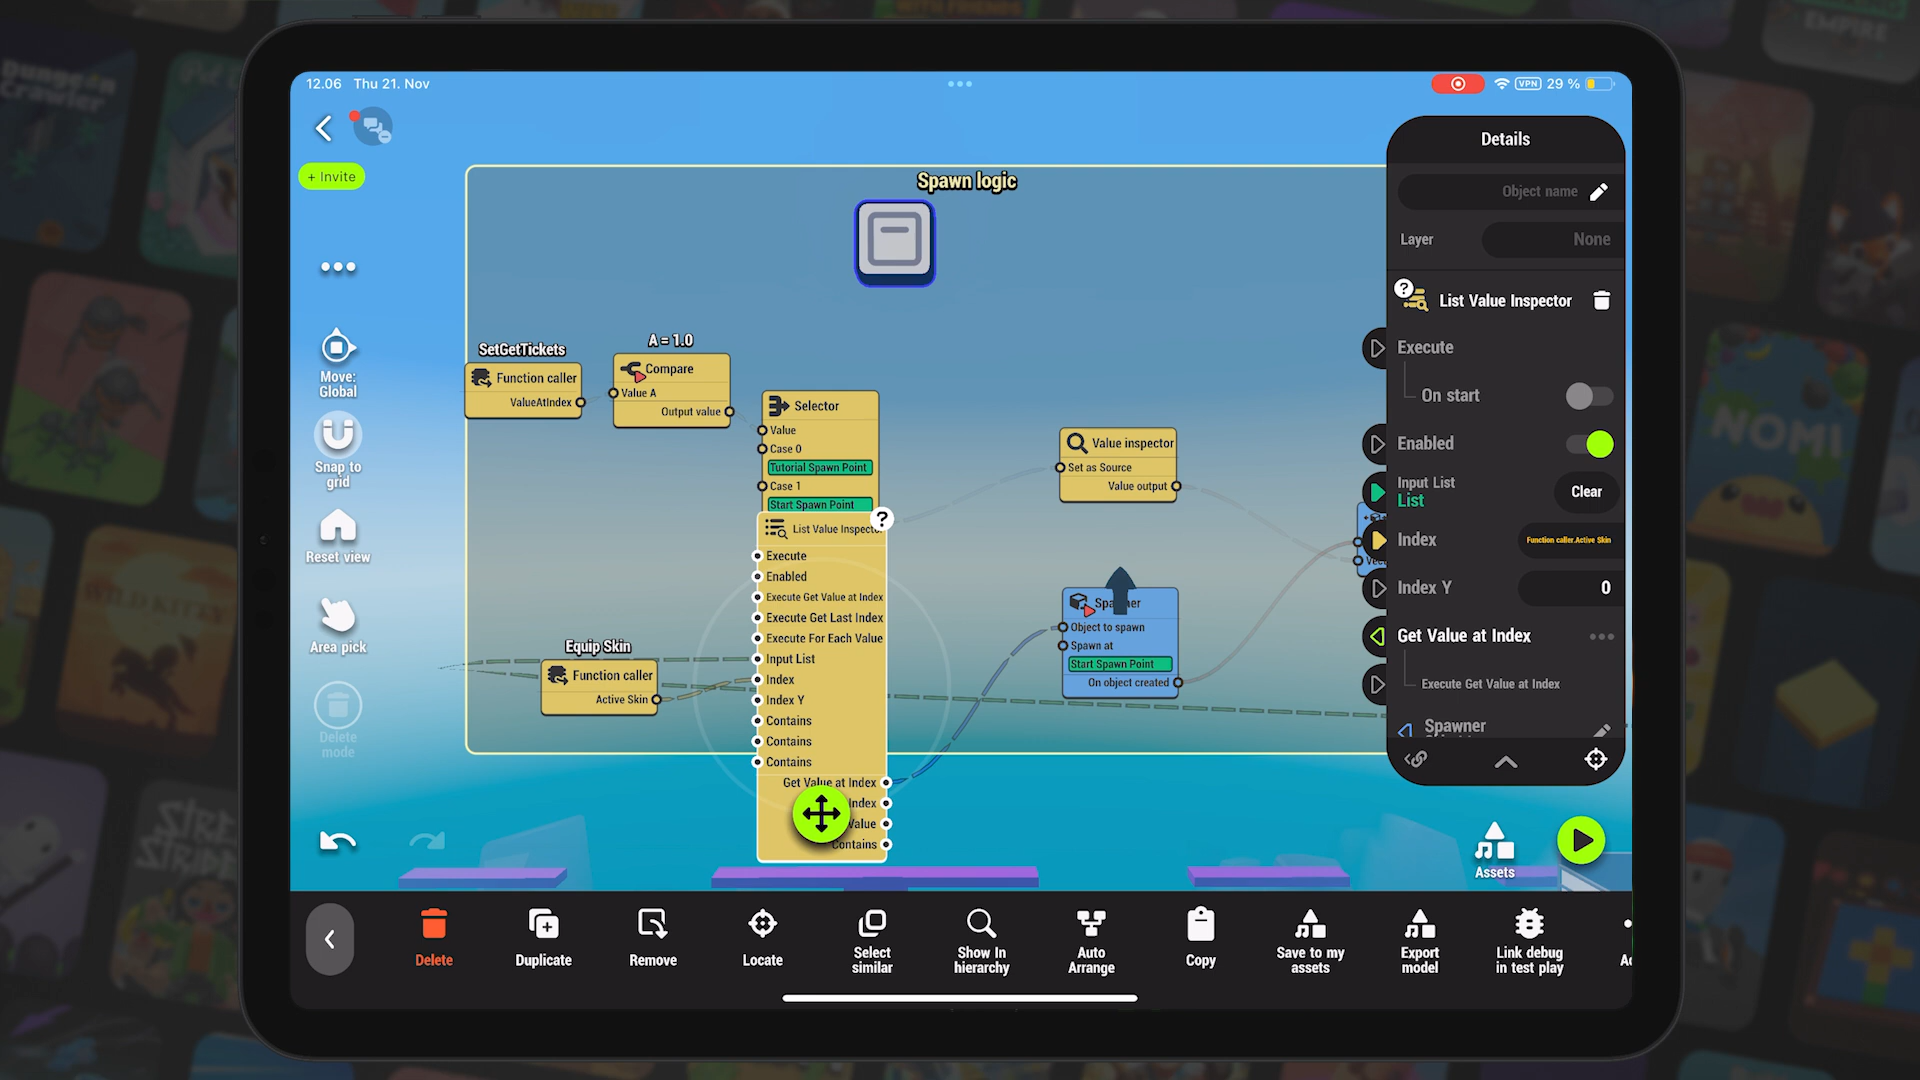 12.06 Thu 21. Nov
VPN 29 %
+ Invite
Spawn logic
Details
Object name
Layer
None
List Value Inspector
Execute
On start
Enabled
Input List
List
Clear
Index
Function caller.Active Skin
Index Y
0
Get Value at Index
Execute Get Value at Index
Spawner
Move:
Global
Snap to
grid
Reset view
Area pick
Delete
mode
SetGetTickets
Function caller
ValueAtIndex
A = 1.0
Compare
Value A
Output value
Selector
Value
Case 0
Tutorial Spawn Point
Case 1
Start Spawn Point
?
List Value Inspector
Execute
Enabled
Execute Get Value at Index
Execute Get Last Index
Execute For Each Value
Input List
Index
Index Y
Contains
Contains
Contains
Get Value at Index
Index
Value
Contains
Equip Skin
Function caller
Active Skin
Value inspector
Set as Source
Value output
Spawner
Object to spawn
Spawn at
Start Spawn Point
On object created
Assets
Delete
Duplicate
Remove
Locate
Select
similar
Show In
hierarchy
Auto
Arrange
Copy
Save to my
assets
Export
model
Link debug
in test play
Dungeon
Crawler
WITH FRIENDS
EMPIRE
NOMI